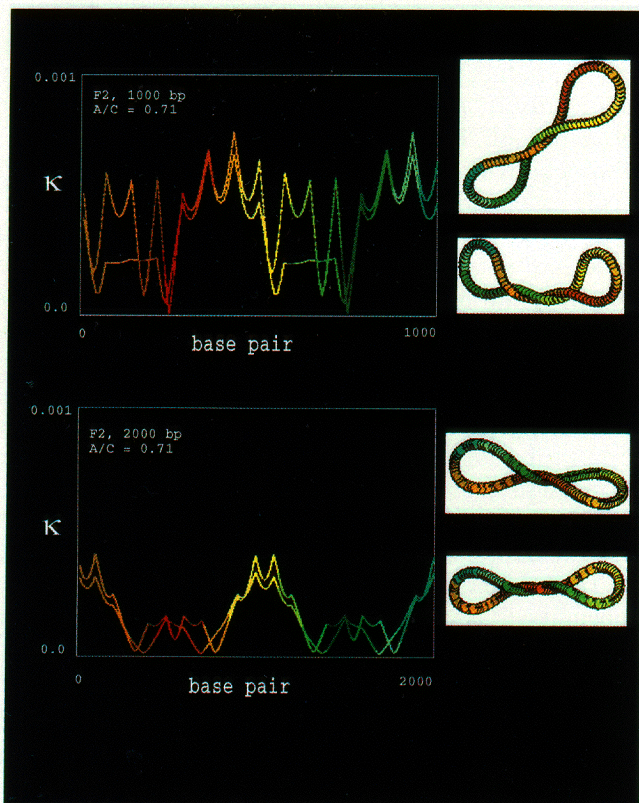 0.001
F2, 1000 bp
A/C = 0.71
κ
0.0
0 1000
base pair
0.001
F2, 2000 bp
A/C = 0.71
κ
0.0
0 2000
base pair